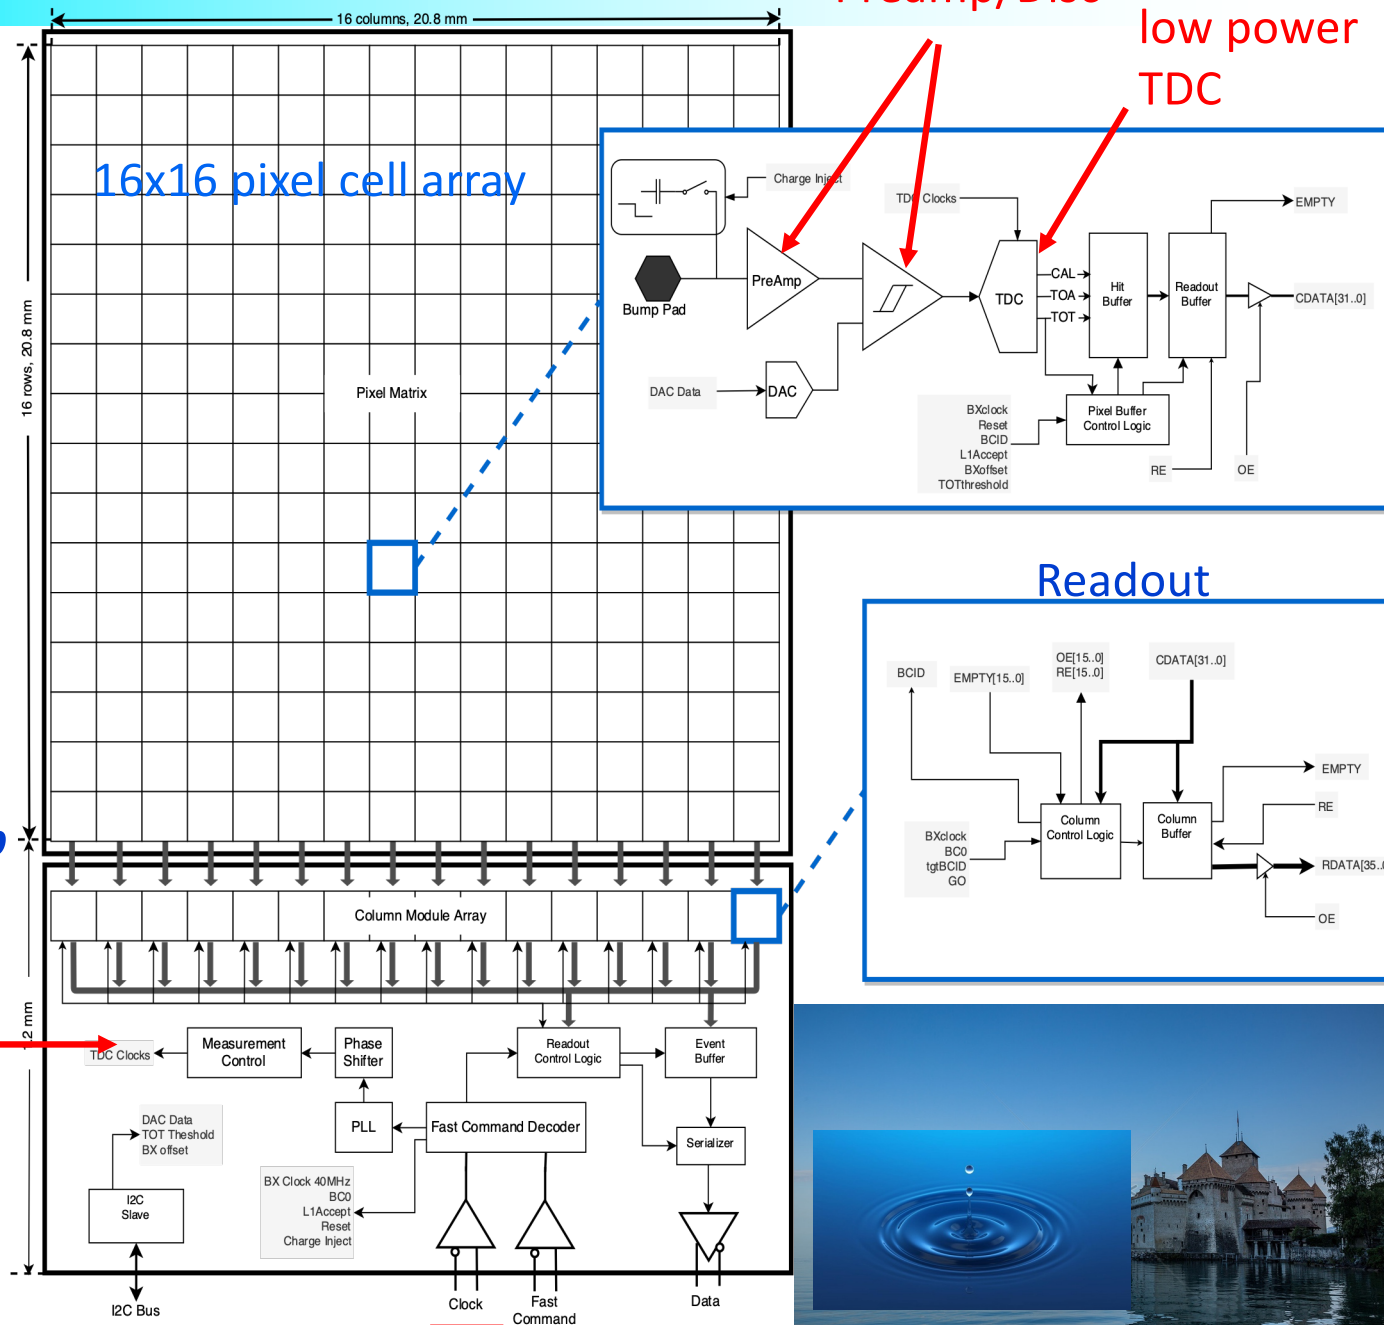 16 columns, 20.8 mm
low power
TDC
16x16 pixel cell array
16 rows, 20.8 mm
Pixel Matrix
Charge Inject
TDC Clocks
EMPTY
Bump Pad
PreAmp
TDC
CAL
TOA
TOT
Hit
Buffer
Readout
Buffer
CDATA[31..0]
DAC Data
DAC
BXclock
Reset
BCID
L1Accept
BXoffset
TOTthreshold
Pixel Buffer
Control Logic
RE
OE
Readout
BCID
EMPTY[15..0]
OE[15..0]
RE[15..0]
CDATA[31..0]
EMPTY
RE
Column
Control Logic
Column
Buffer
BXclock
BC0
tgtBCID
GO
RDATA[35..
OE
Column Module Array
.2 mm
TDC Clocks
Measurement
Control
Phase
Shifter
Readout
Control Logic
Event
Buffer
DAC Data
TOT Theshold
BX offset
PLL
Fast Command Decoder
Serializer
I2C
Slave
BX Clock 40MHz
BC0
L1Accept
Reset
Charge Inject
I2C Bus
Clock
Fast
Command
Data